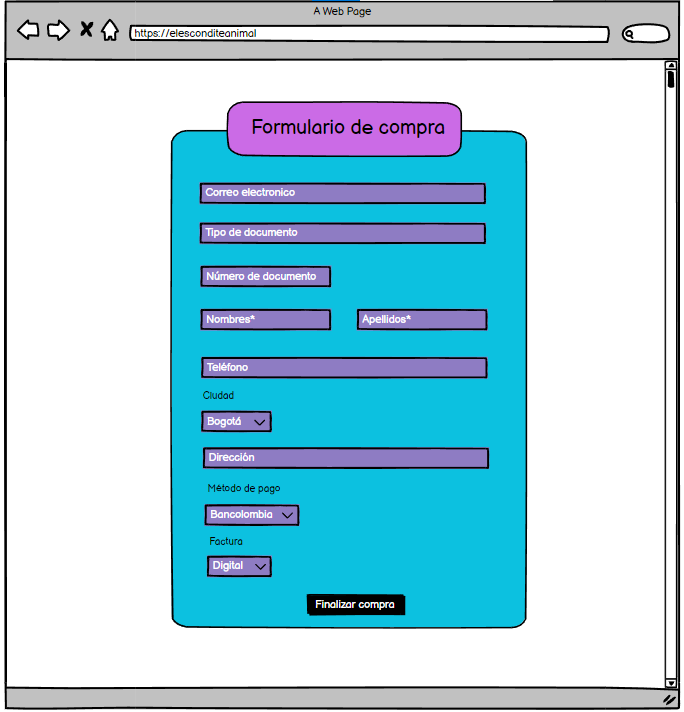 A Web Page
https://elesconditeanimal
Formulario de compra
Correo electronico
Tipo de documento
Número de documento
Nombres* Apellidos*
Teléfono
Ciudad
Bogotá
Dirección
Método de pago
Bancolombia
Factura
Digital
Finalizar compra